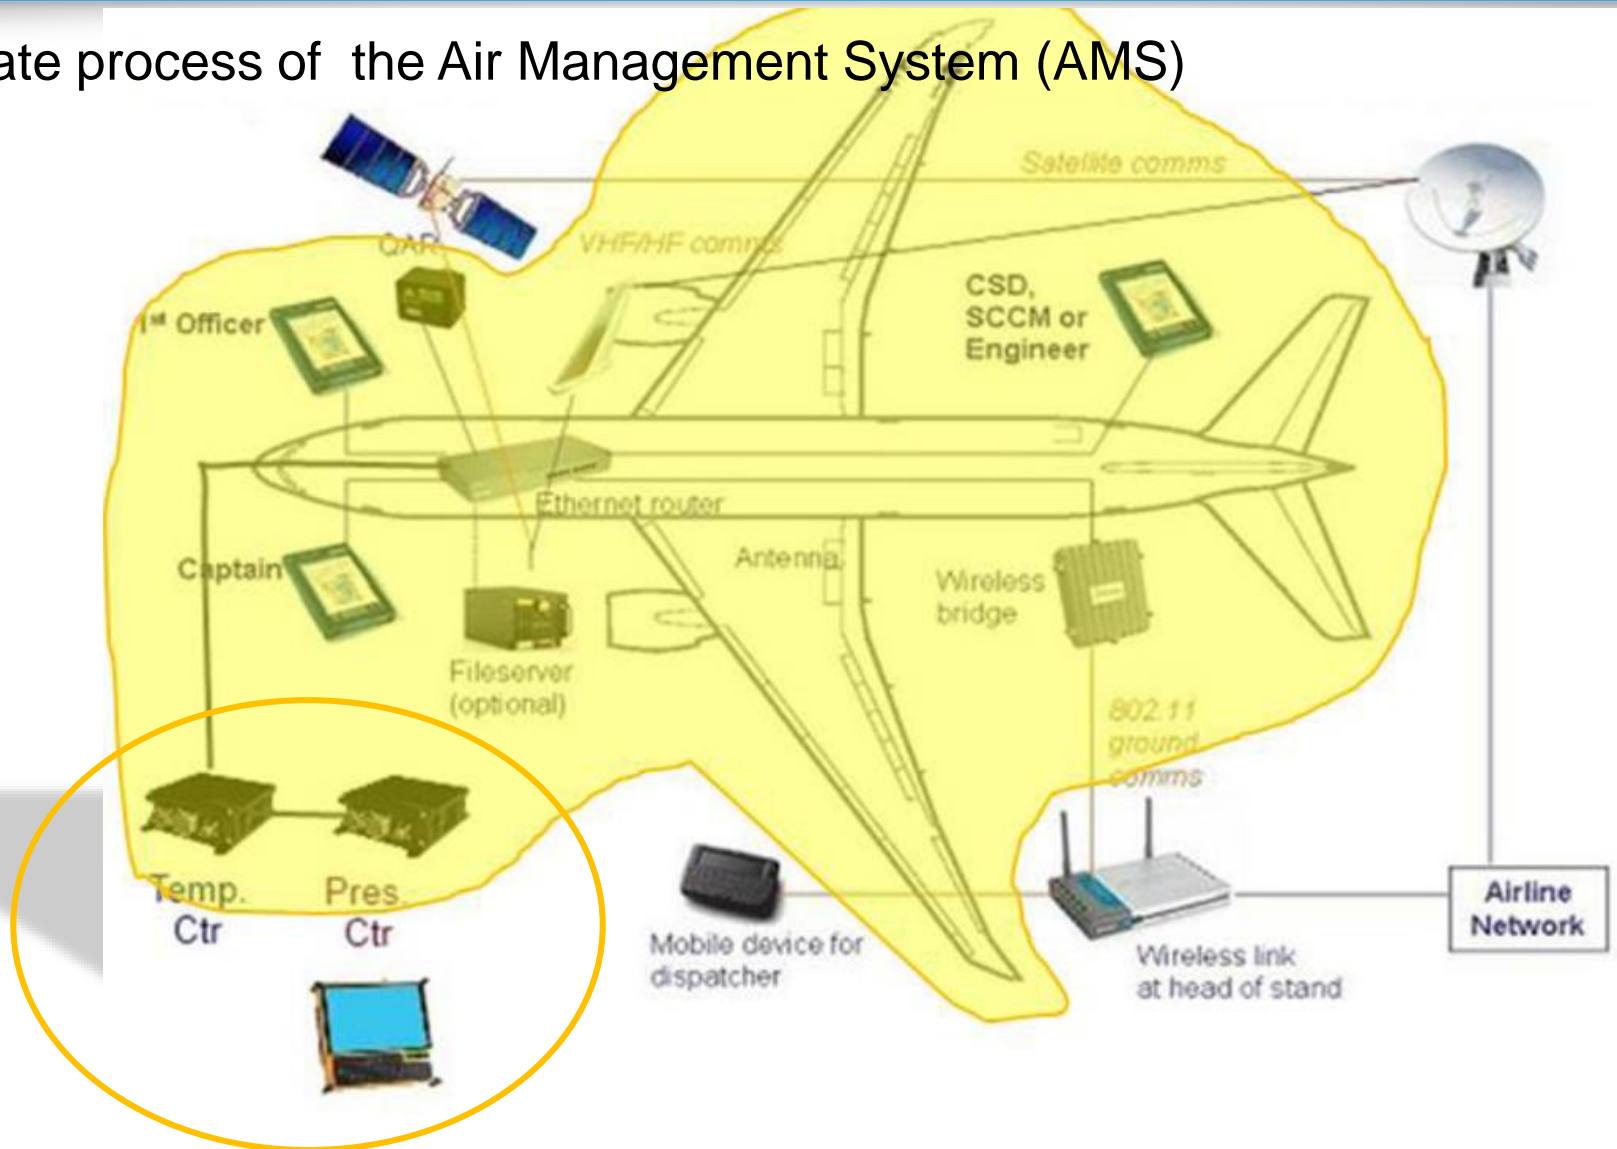 ate process of the Air Management System (AMS)
Satellite comms
QAR
VHF/HF comms
1st Officer
CSD,
SCCM or
Engineer
Ethernet router
Captain
Antenna
Wireless
bridge
Fileserver
(optional)
802.11
ground
comms
Temp.
Ctr
Pres.
Ctr
Mobile device for
dispatcher
Wireless link
at head of stand
Airline
Network